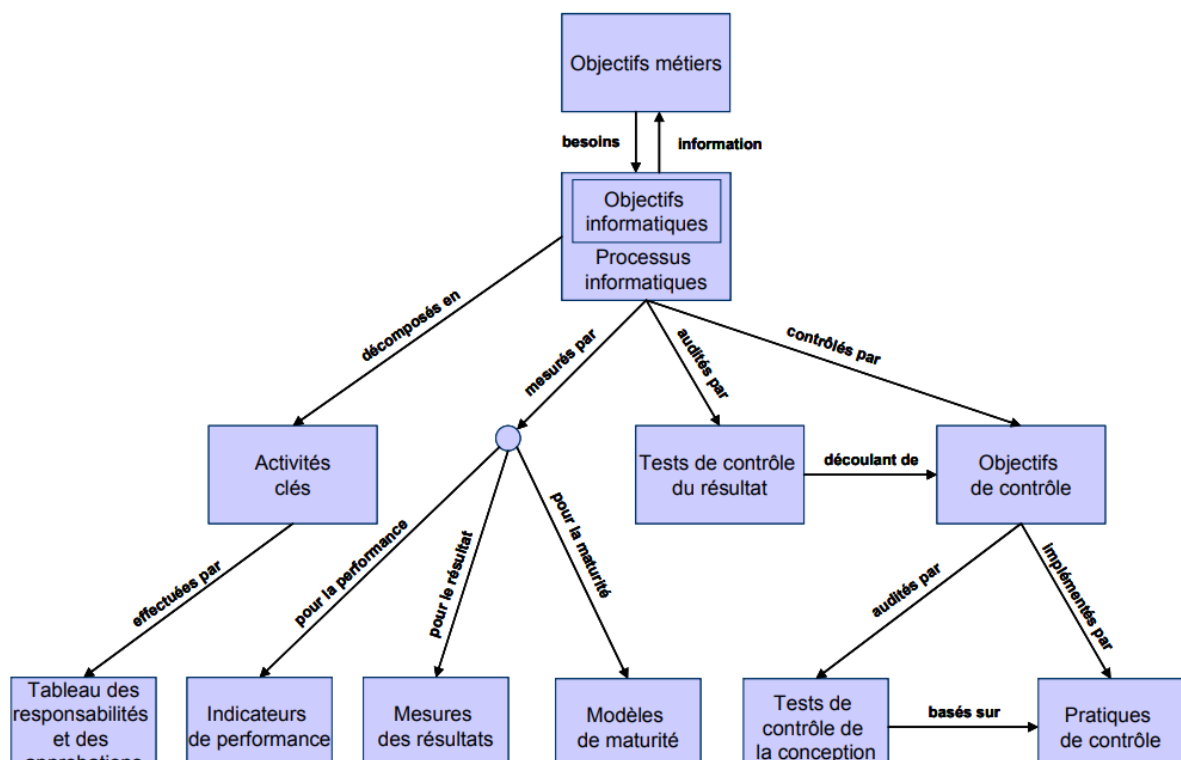 Objectifs métiers
besoins
information
Objectifs
informatiques
Processus
informatiques
décomposés en
mesurés par
audités par
contrôlés par
Activités
clés
Tests de contrôle
du résultat
découlant de
Objectifs
de contrôle
effectuées par
pour la performance
pour le résultat
pour la maturité
audités par
implémentés par
Tableau des
responsabilités
et des
approbations
Indicateurs
de performance
Mesures
des résultats
Modèles
de maturité
Tests de
contrôle de
la conception
basés sur
Pratiques
de contrôle